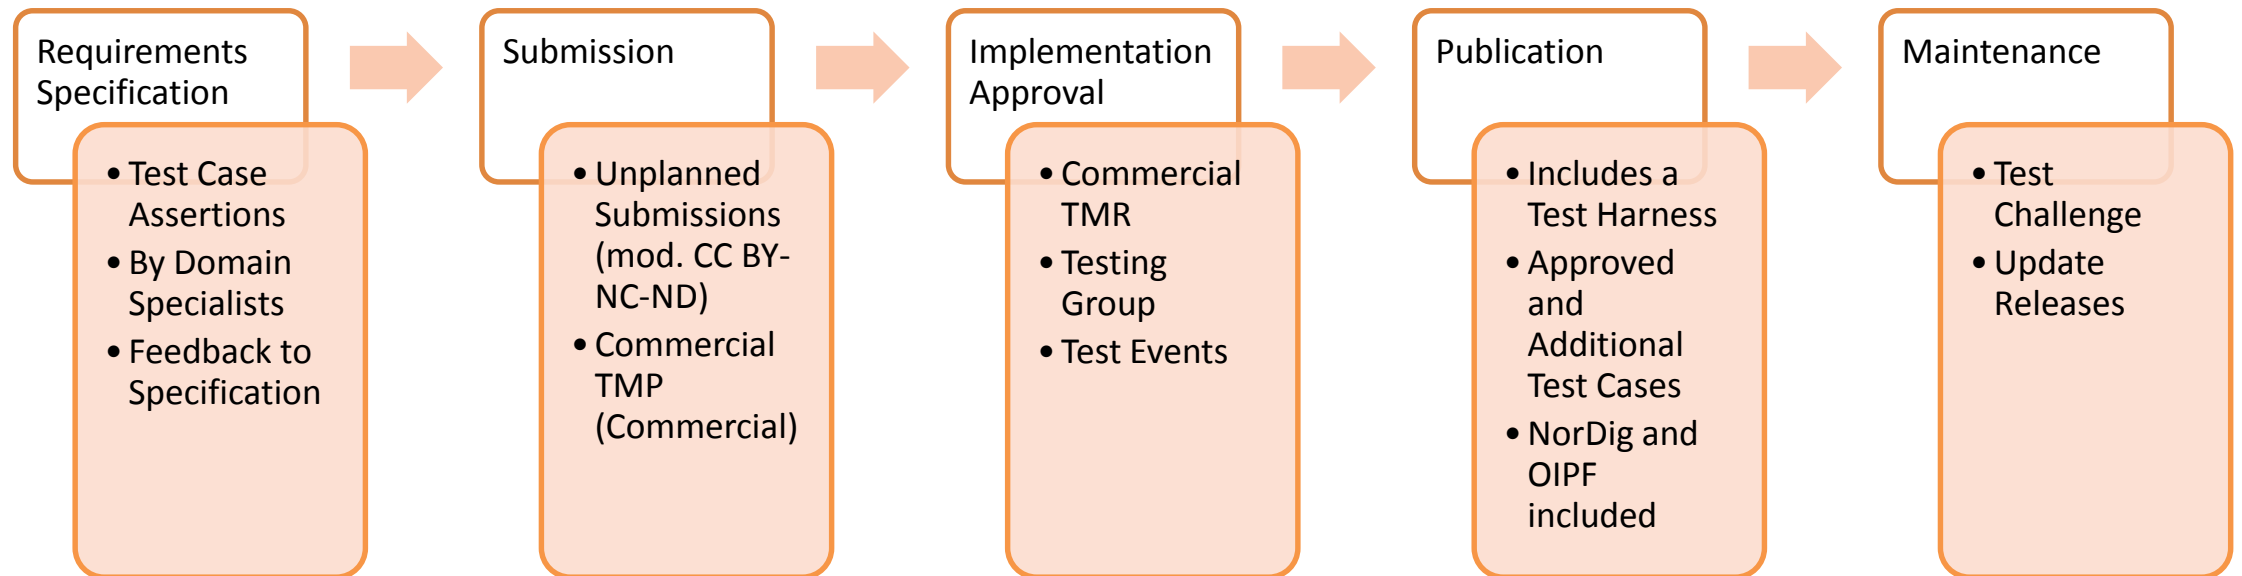 Requirements
Specification
• Test Case
Assertions
• By Domain
Specialists
• Feedback to
Specification
Submission
• Unplanned
Submissions
(mod. CC BY-
NC-ND)
• Commercial
TMP
(Commercial)
Implementation
Approval
• Commercial
TMR
• Testing
Group
• Test Events
Publication
• Includes a
Test Harness
• Approved
and
Additional
Test Cases
• NorDig and
OIPF
included
Maintenance
• Test
Challenge
• Update
Releases